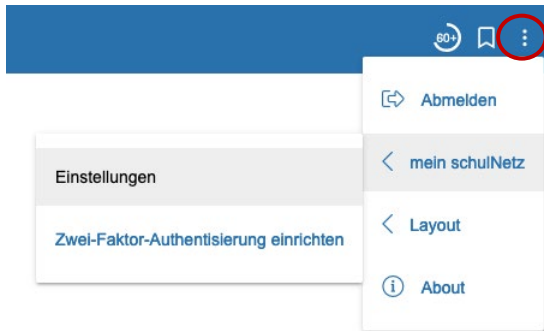 60+
Abmelden
mein schulNetz
Einstellungen
Zwei-Faktor-Authentisierung einrichten
Layout
About